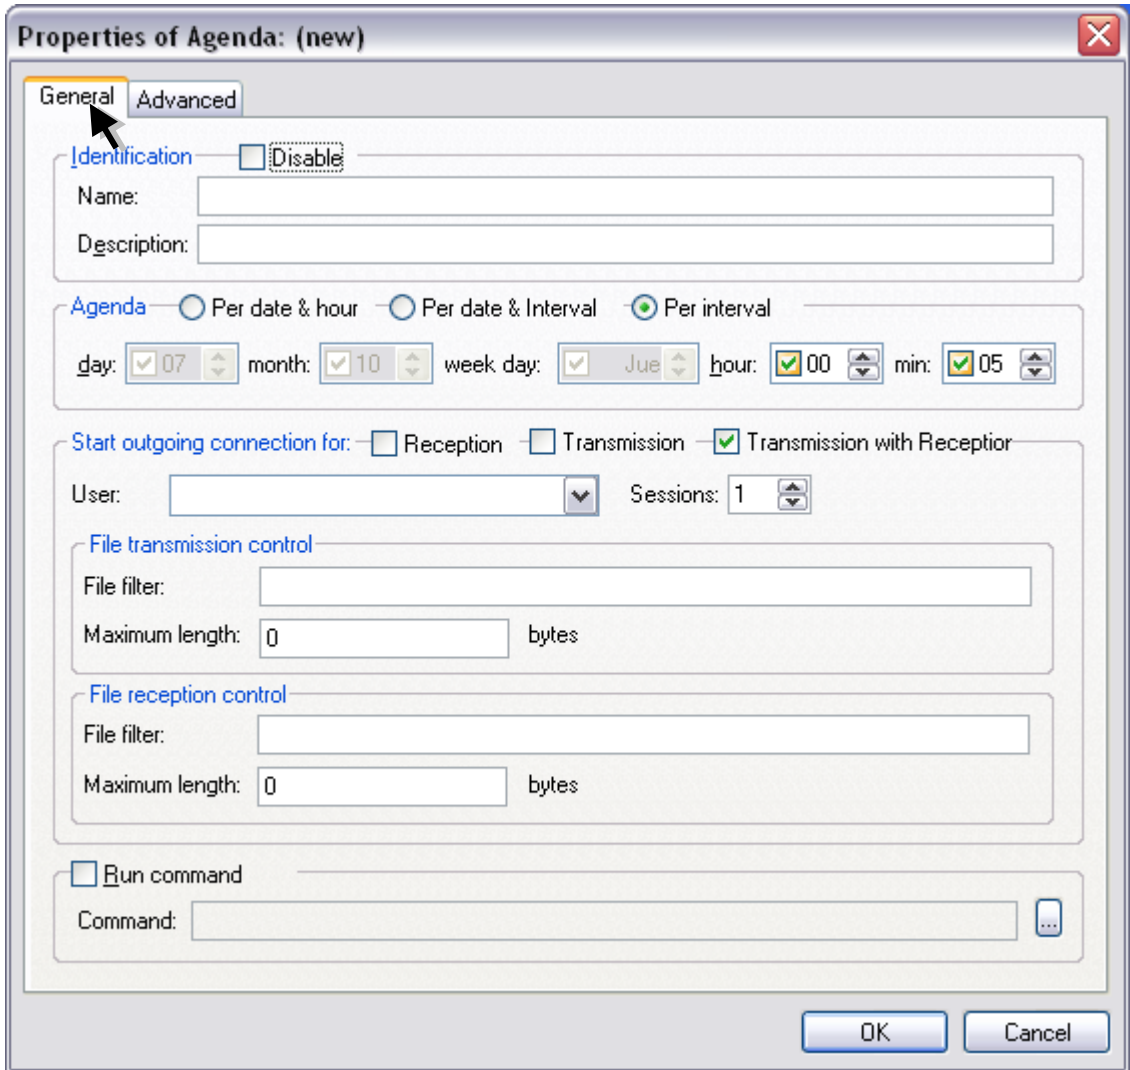 Properties of Agenda: (new)
General Advanced
Identification Disable
Name:
Description:
Agenda Per date & hour Per date & Interval Per interval
day: 07 month: 10 week day: Jue hour: 00 min: 05
Start outgoing connection for: Reception Transmission Transmission with Receptior
User: Sessions: 1
File transmission control
File filter:
Maximum length: 0 bytes
File reception control
File filter:
Maximum length: 0 bytes
Run command
Command: ...
OK Cancel